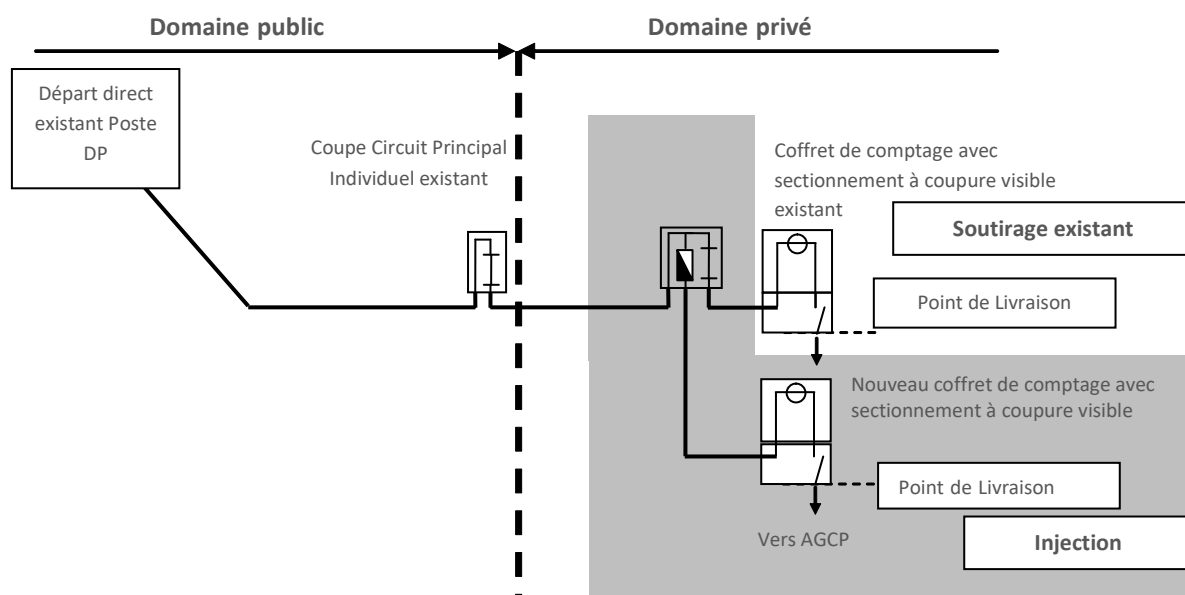 Domaine public
Domaine privé
Départ direct
existant Poste
DP
Coupe Circuit Principal
Individuel existant
Coffret de comptage avec
sectionnement à coupure visible
existant
Soutirage existant
Point de Livraison
Nouveau coffret de comptage avec
sectionnement à coupure visible
Point de Livraison
Vers AGCP
Injection